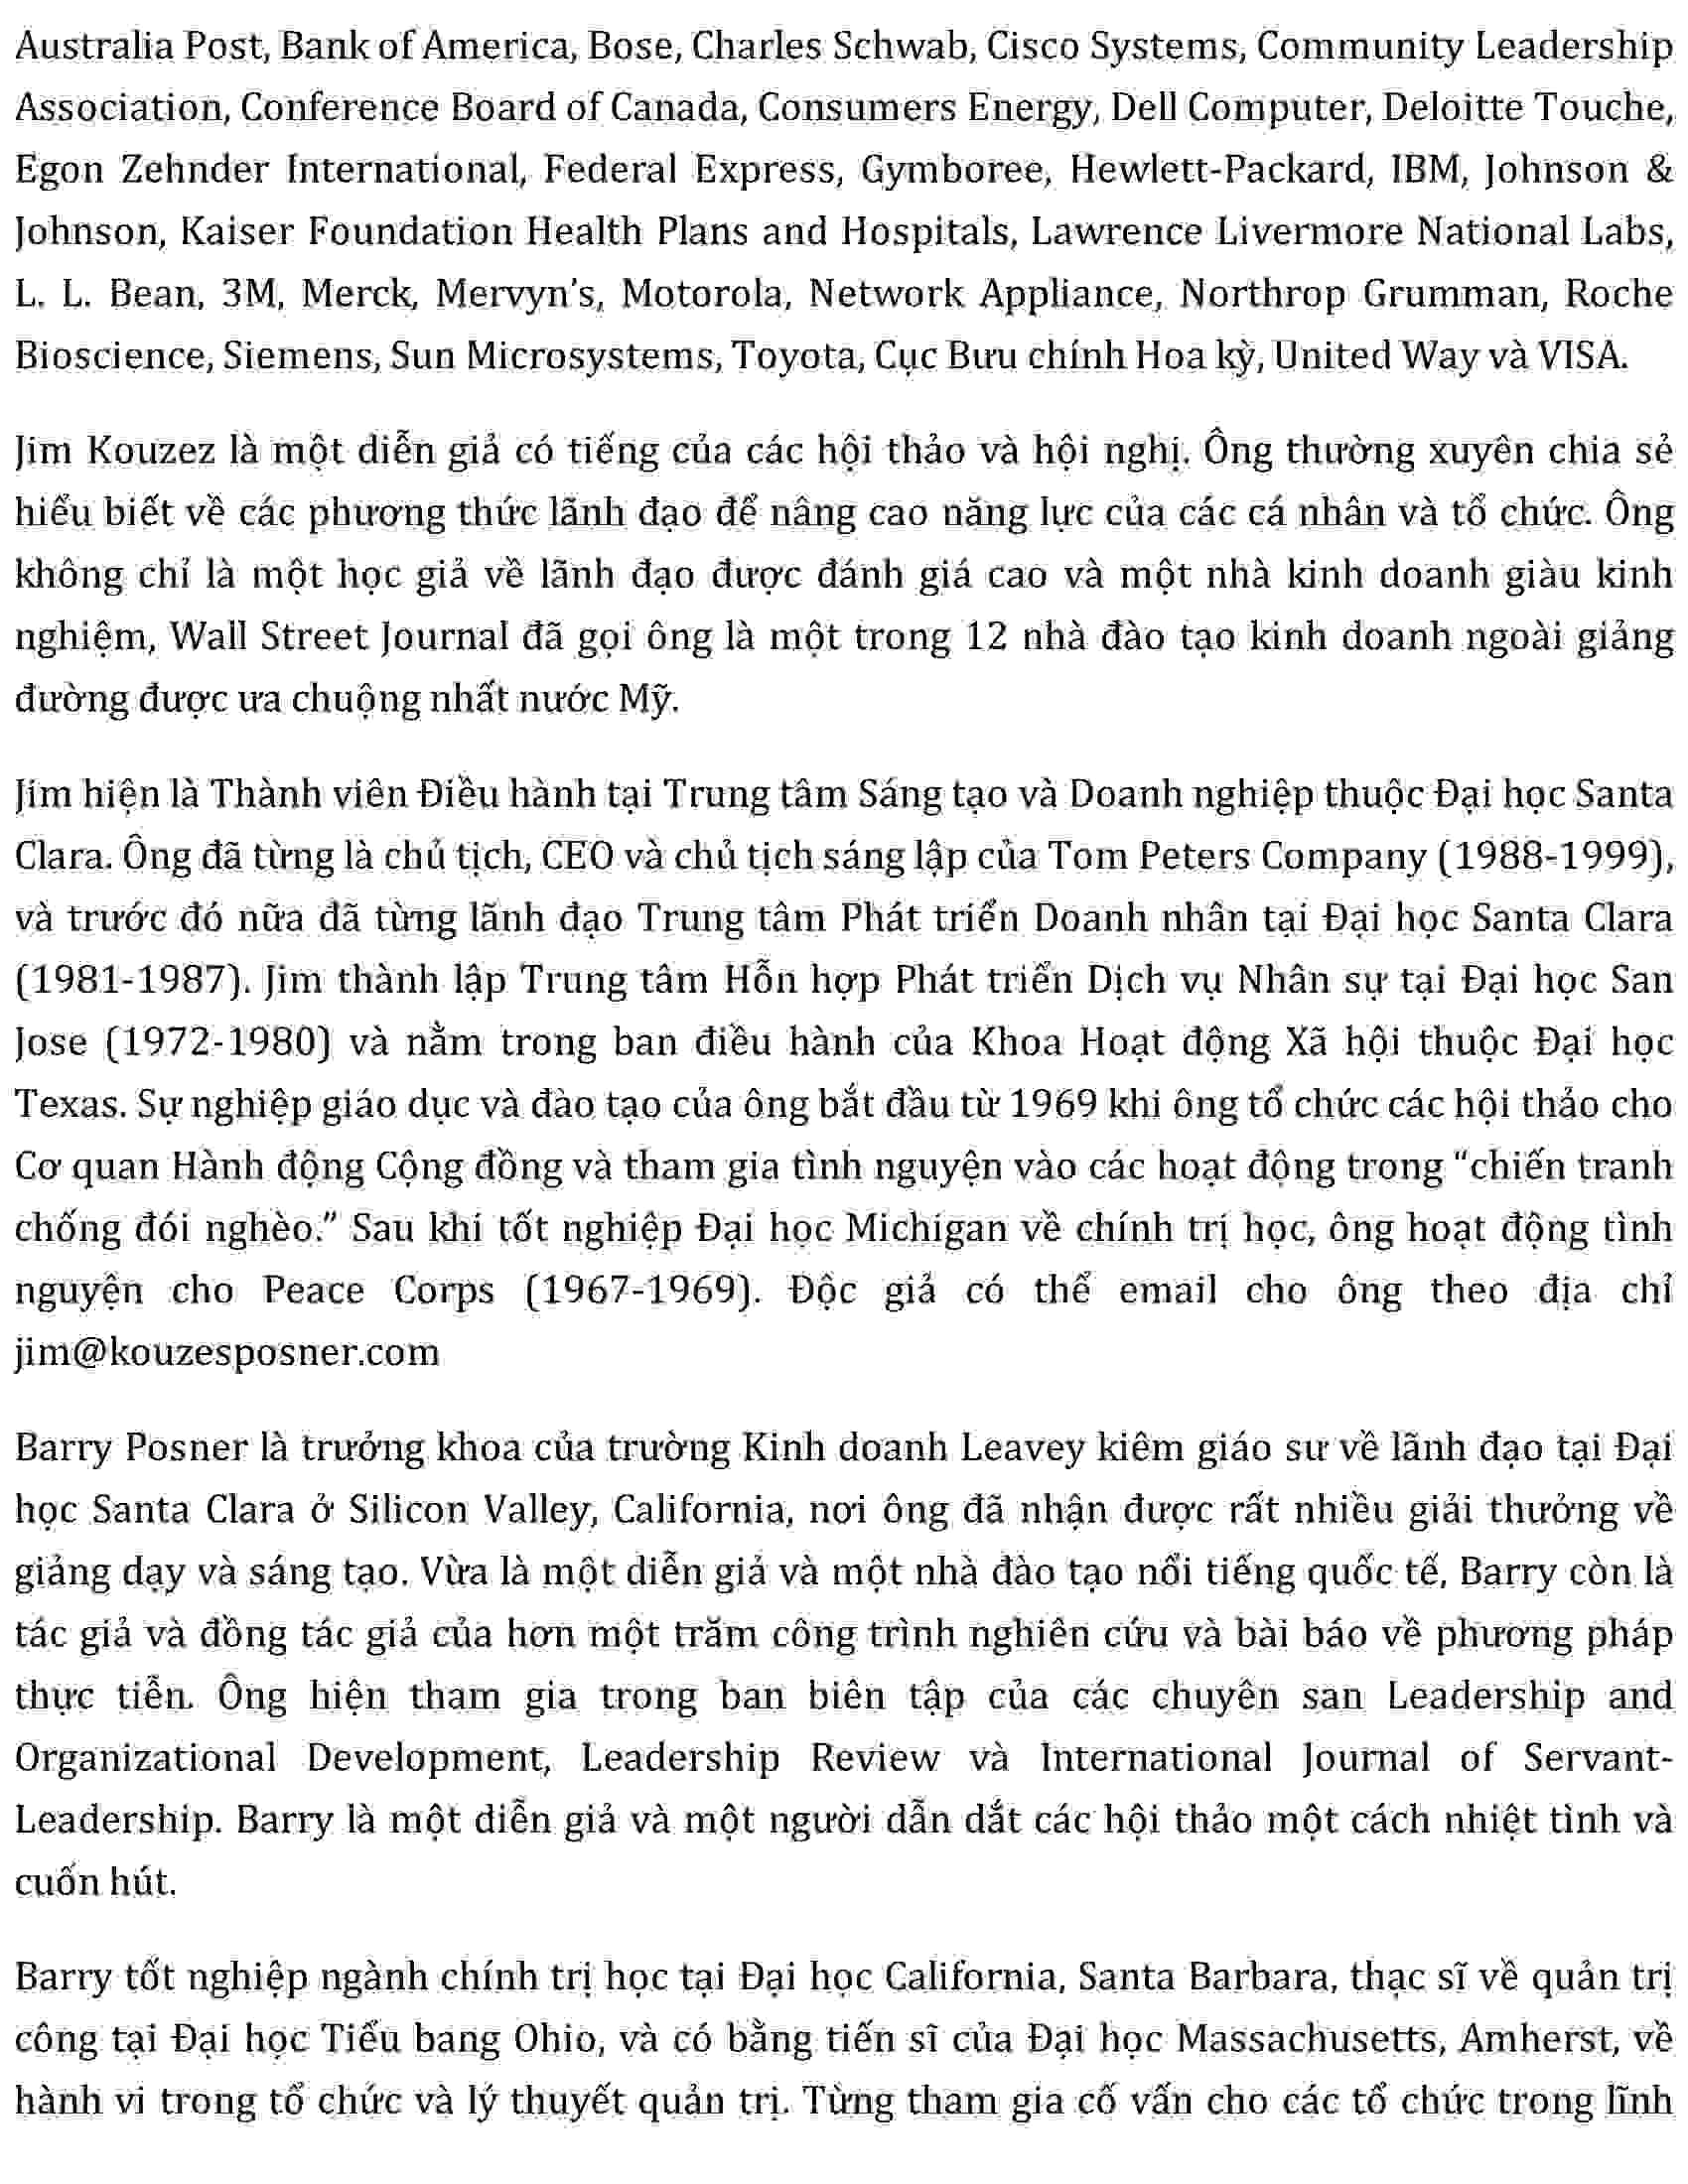 Australia Post, Bank of America, Bose, Charles Schwab, Cisco Systems, Community Leadership
Association, Conference Board of Canada, Consumers Energy, Dell Computer, Deloitte Touche,
Egon Zehnder International, Federal Express, Gymboree, Hewlett-Packard, IBM, Johnson &
Johnson, Kaiser Foundation Health Plans and Hospitals, Lawrence Livermore National Labs,
L. L. Bean, 3M, Merck, Mervyn’s, Motorola, Network Appliance, Northrop Grumman, Roche
Bioscience, Siemens, Sun Microsystems, Toyota, Cục Bưu chính Hoa kỳ, United Way và VISA.
Jim Kouzez là một diễn giả có tiếng của các hội thảo và hội nghị. Ông thường xuyên chia sẻ
hiểu biết về các phương thức lãnh đạo để nâng cao năng lực của các cá nhân và tổ chức. Ông
không chỉ là một học giả về lãnh đạo được đánh giá cao và một nhà kinh doanh giàu kinh
nghiệm, Wall Street Journal đã gọi ông là một trong 12 nhà đào tạo kinh doanh ngoài giảng
đường được ưa chuộng nhất nước Mỹ.
Jim hiện là Thành viên Điều hành tại Trung tâm Sáng tạo và Doanh nghiệp thuộc Đại học Santa
Clara. Ông đã từng là chủ tịch, CEO và chủ tịch sáng lập của Tom Peters Company (1988-1999),
và trước đó nữa đã từng lãnh đạo Trung tâm Phát triển Doanh nhân tại Đại học Santa Clara
(1981-1987). Jim thành lập Trung tâm Hỗn hợp Phát triển Dịch vụ Nhân sự tại Đại học San
Jose (1972-1980) và nằm trong ban điều hành của Khoa Hoạt động Xã hội thuộc Đại học
Texas. Sự nghiệp giáo dục và đào tạo của ông bắt đầu từ 1969 khi ông tổ chức các hội thảo cho
Cơ quan Hành động Cộng đồng và tham gia tình nguyện vào các hoạt động trong “chiến tranh
chống đói nghèo.” Sau khi tốt nghiệp Đại học Michigan về chính trị học, ông hoạt động tình
nguyện cho Peace Corps (1967-1969). Độc giả có thể email cho ông theo địa chỉ
jim@kouzesposner.com
Barry Posner là trưởng khoa của trường Kinh doanh Leavey kiêm giáo sư về lãnh đạo tại Đại
học Santa Clara ở Silicon Valley, California, nơi ông đã nhận được rất nhiều giải thưởng về
giảng dạy và sáng tạo. Vừa là một diễn giả và một nhà đào tạo nổi tiếng quốc tế, Barry còn là
tác giả và đồng tác giả của hơn một trăm công trình nghiên cứu và bài báo về phương pháp
thực tiễn. Ông hiện tham gia trong ban biên tập của các chuyên san Leadership and
Organizational Development, Leadership Review và International Journal of Servant-
Leadership. Barry là một diễn giả và một người dẫn dắt các hội thảo một cách nhiệt tình và
cuốn hút.
Barry tốt nghiệp ngành chính trị học tại Đại học California, Santa Barbara, thạc sĩ về quản trị
công tại Đại học Tiểu bang Ohio, và có bằng tiến sĩ của Đại học Massachusetts, Amherst, về
hành vi trong tổ chức và lý thuyết quản trị. Từng tham gia cố vấn cho các tổ chức trong lĩnh